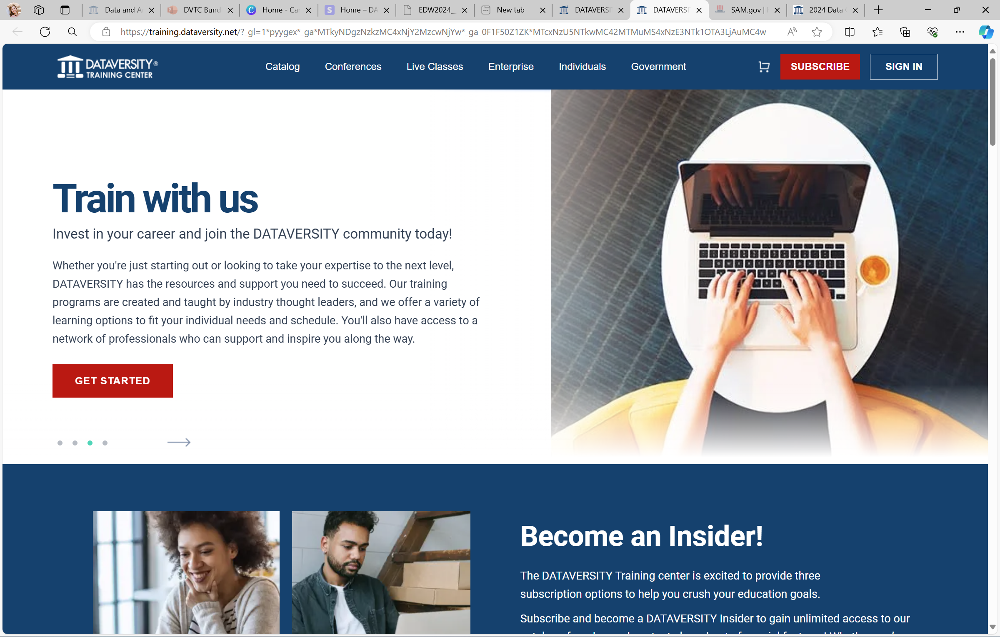 Data and A
DVTC Bund
Home - Ca
Home – DA
EDW2024_
New tab
DATAVERSI
DATAVERSI
SAM.gov |
2024 Data
https://training.dataversity.net/?_gl=1*pyygex*_ga*MTkyNDgzNzkzMC4xNjY2MzcwNjYw*_ga_0F1F50Z1ZK*MTcxNzU5NTkwMC42MTMuMS4xNzE3NTk1OTA3LjAuMC4w
DATAVERSITY®
TRAINING CENTER
Catalog
Conferences
Live Classes
Enterprise
Individuals
Government
SUBSCRIBE
SIGN IN
Train with us
Invest in your career and join the DATAVERSITY community today!
Whether you're just starting out or looking to take your expertise to the next level,
DATAVERSITY has the resources and support you need to succeed. Our training
programs are created and taught by industry thought leaders, and we offer a variety of
learning options to fit your individual needs and schedule. You'll also have access to a
network of professionals who can support and inspire you along the way.
GET STARTED
Become an Insider!
The DATAVERSITY Training center is excited to provide three
subscription options to help you crush your education goals.
Subscribe and become a DATAVERSITY Insider to gain unlimited access to our